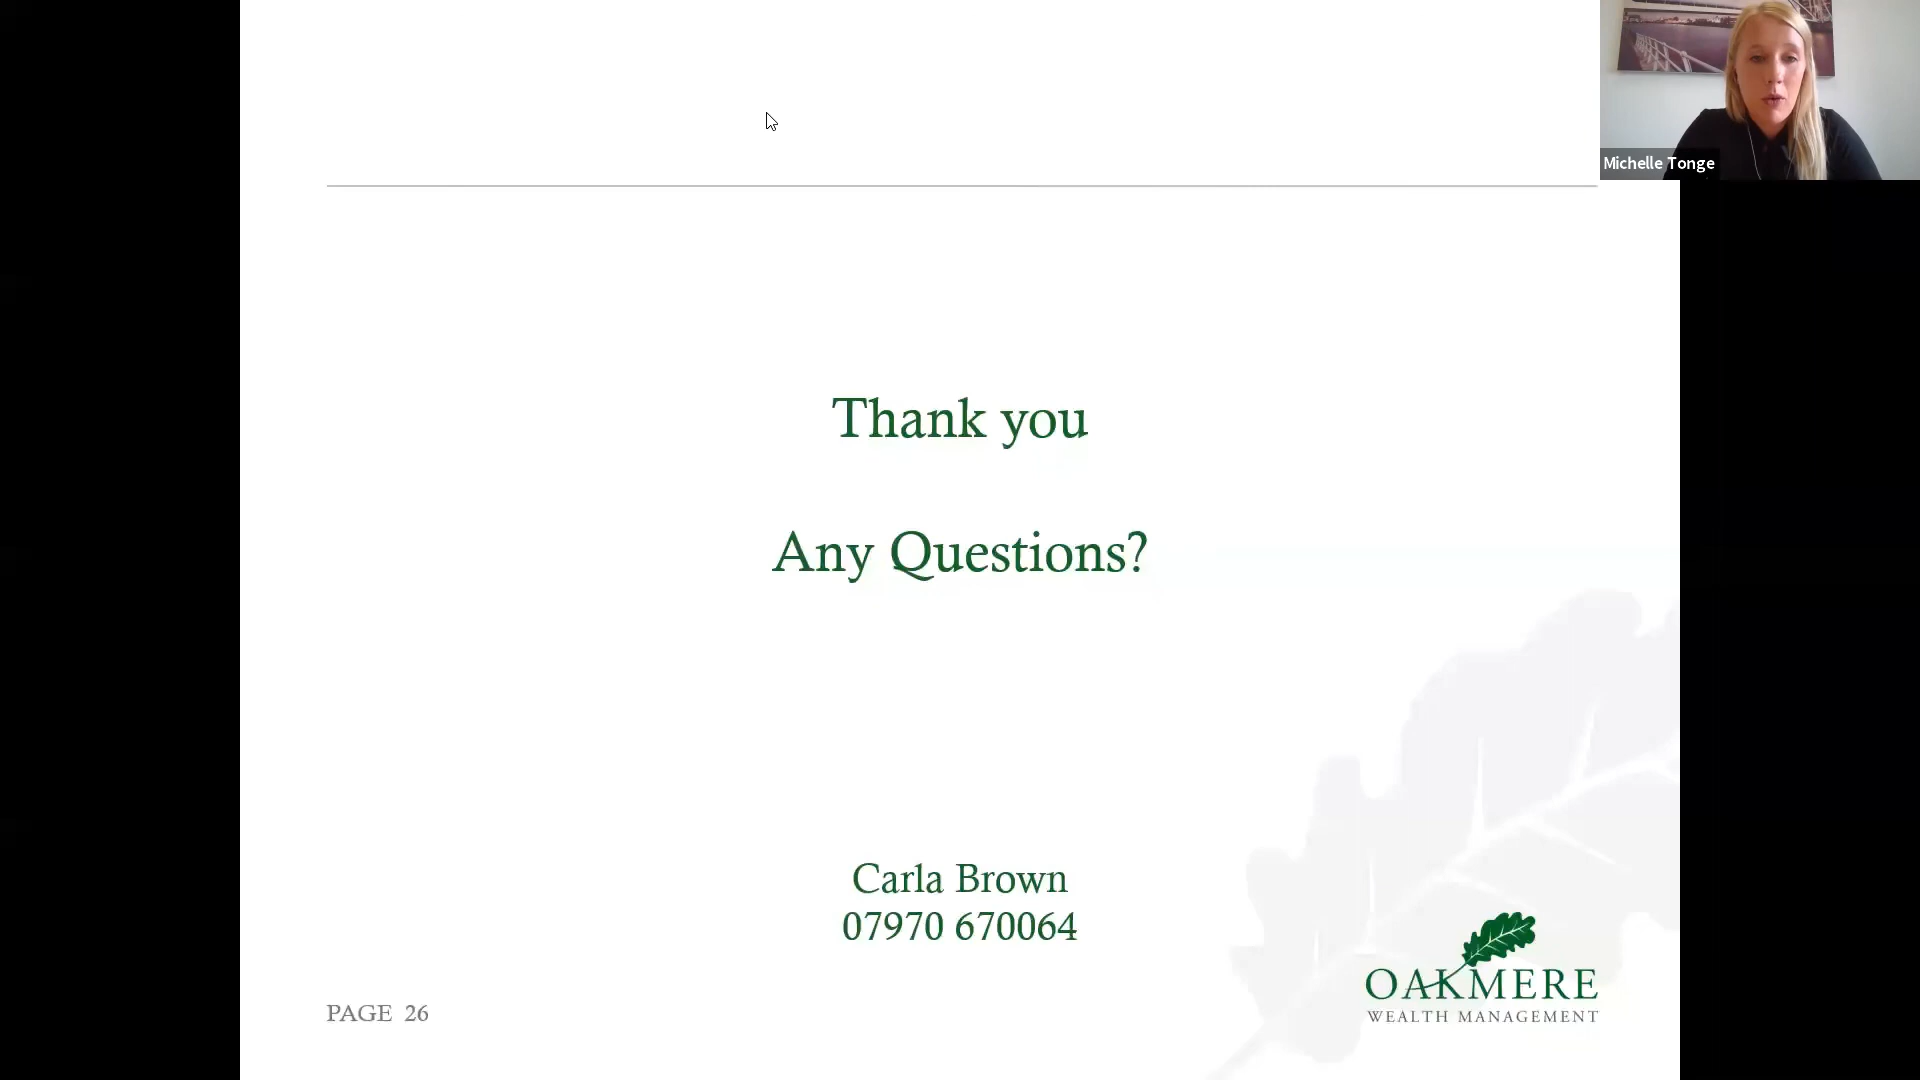 Michelle Tonge
Thank you
Any Questions?
Carla Brown
07970 670064
OAKMERE
WEALTH MANAGEMENT
PAGE 26